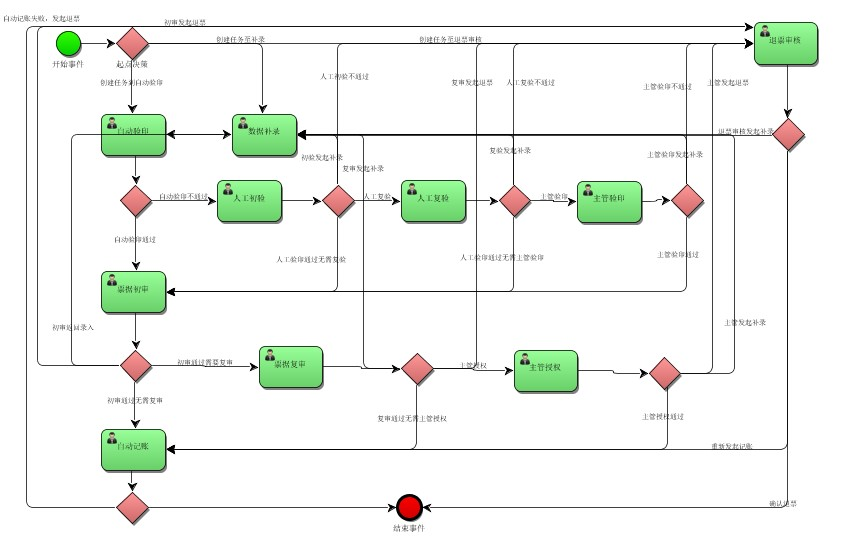 自动记账失败，发起退票
初审发起退票
创建任务至补录
创建任务至退票审核
退票审核
开始事件
起点决策
创建任务到自动验印
人工初验不通过
复审发起退票
人工复验不通过
主管验印不通过
主管发起退票
自动验印
数据补录
退票审核发起补录
初验发起补录
复审发起补录
复验发起补录
主管验印发起补录
自动验印不通过
人工初验
人工复验
人工复验
主管验印
主管验印
自动验印通过
人工验印通过无需复验
人工验印通过无需主管验印
主管验印通过
票据初审
初审返回录入
主管发起补录
初审通过需要复审
票据复审
主管授权
主管授权
初审通过无需复审
复审通过无需主管授权
主管授权通过
自动记账
重新发起记账
确认退票
结束事件